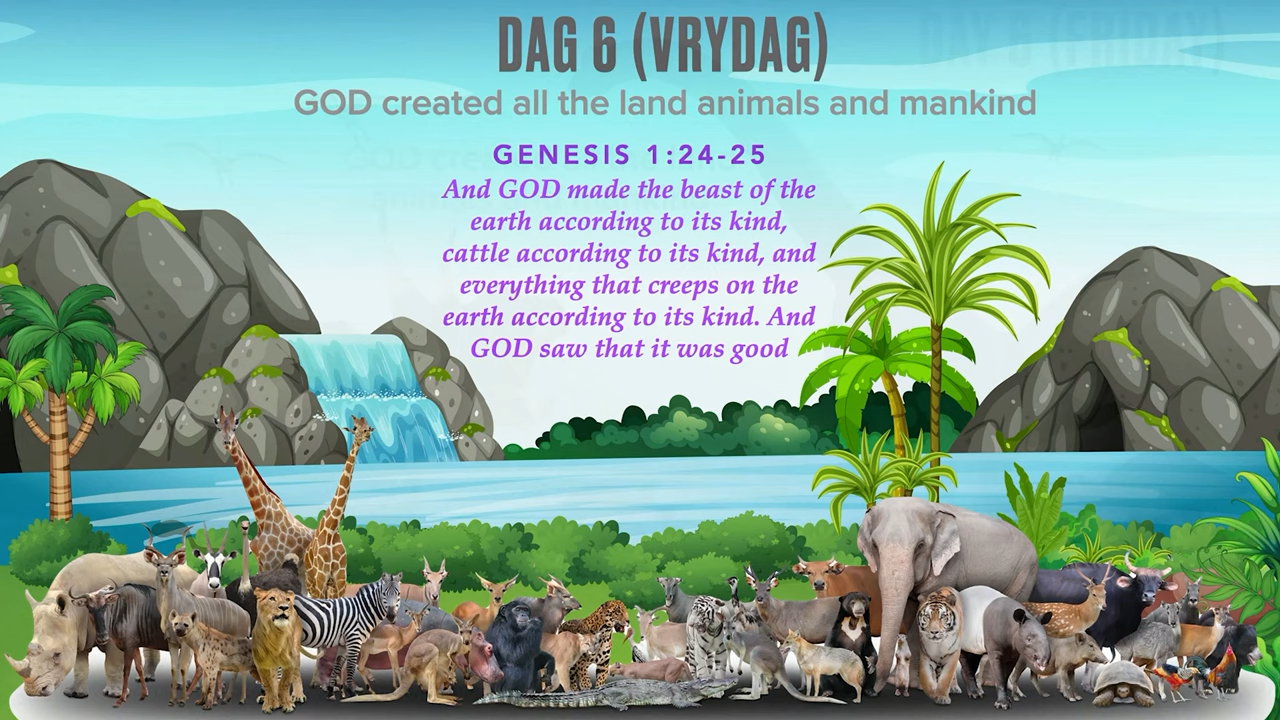 DAG 6 (VRYDAG)
GOD created all the land animals and mankind
GENESIS 1:24-25
And GOD made the beast of the
earth according to its kind,
cattle according to its kind, and
everything that creeps on the
earth according to its kind. And
GOD saw that it was good